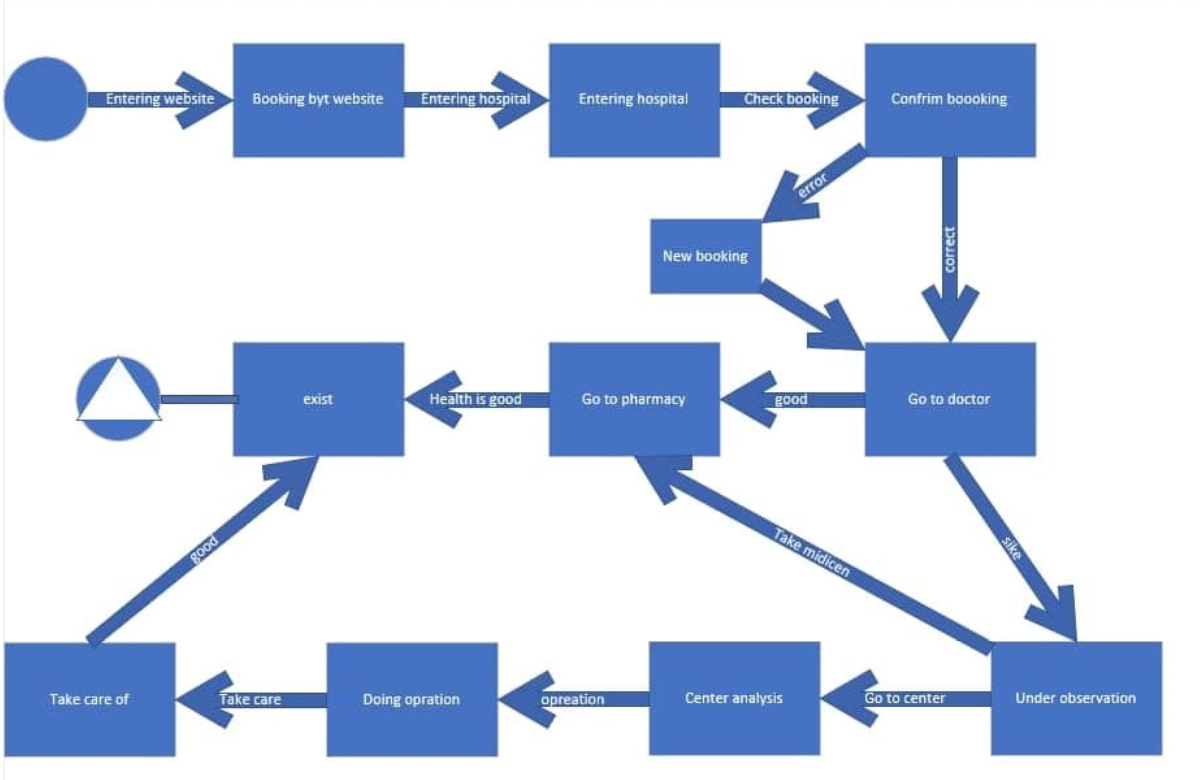 Entering website
Booking byt website
Entering hospital
Entering hospital
Check booking
Confrim boooking
error
correct
New booking
exist
Health is good
Go to pharmacy
good
Go to doctor
good
Take midicen
sike
Take care of
Take care
Doing opration
opreation
Center analysis
Go to center
Under observation